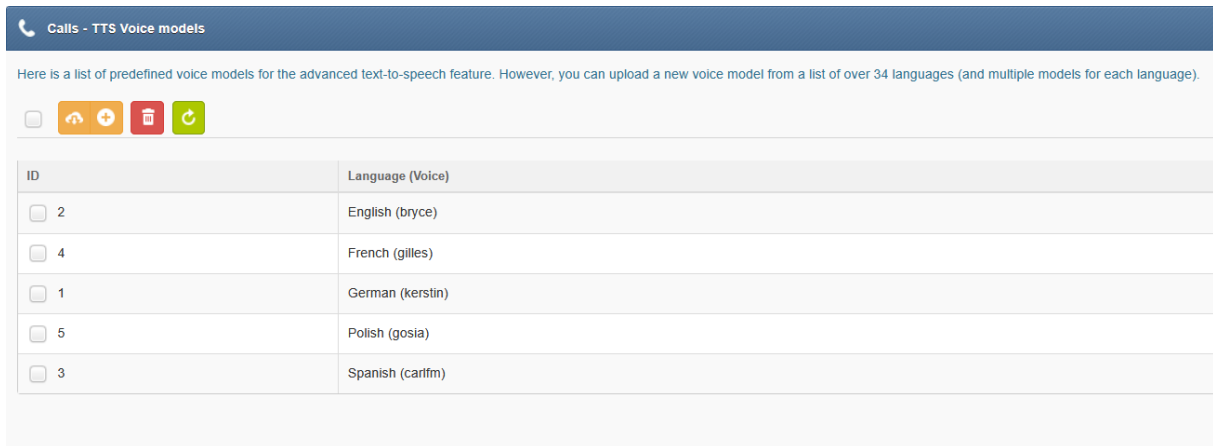 Calls - TTS Voice models
Here is a list of predefined voice models for the advanced text-to-speech feature. However, you can upload a new voice model from a list of over 34 languages (and multiple models for each language).
ID Language (Voice)
2 English (bryce)
4 French (gilles)
1 German (kerstin)
5 Polish (gosia)
3 Spanish (carlfm)